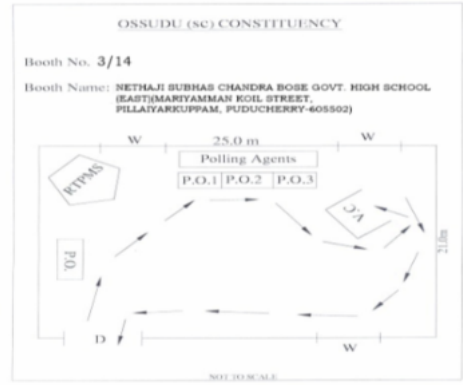 OSSUDU (SC) CONSTITUENCY
Booth No. 3/14
Booth Name: NETHAJI SUBHAS CHANDRA BOSE GOVT. HIGH SCHOOL
(EAST)(MARIYAMMAN KOIL STREET,
PILLAIYARKUPPAM, PUDUCHERRY-605502)
W 25.0 m W
Polling Agents
RTPMS
P.O.1 P.O.2 P.O.3
V.C.
P.O.
21.0m
D
W
NOT TO SCALE